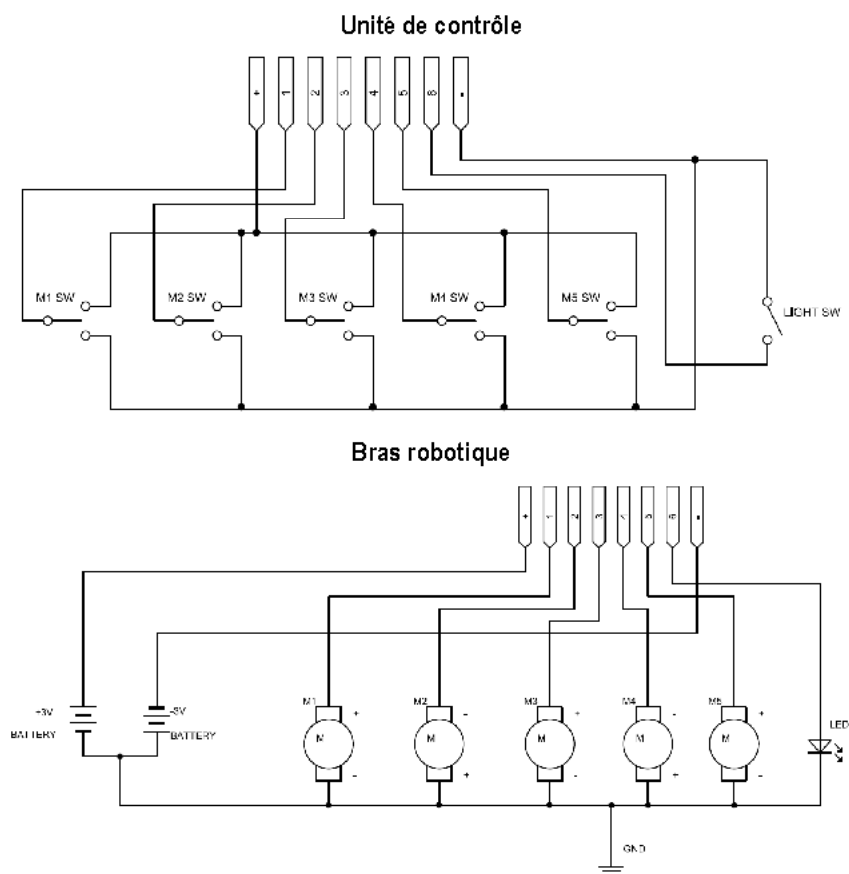 Unité de contrôle
+ 1 2 3 4 5 6 -
M1 SW M2 SW M3 SW M4 SW M5 SW LIGHT SW
Bras robotique
+ 1 2 3 4 5 6 -
M1 M2 M3 M4 M5
+ - + - -
+3V -3V M M M M M LED
BATTERY BATTERY
- + - + +
GND